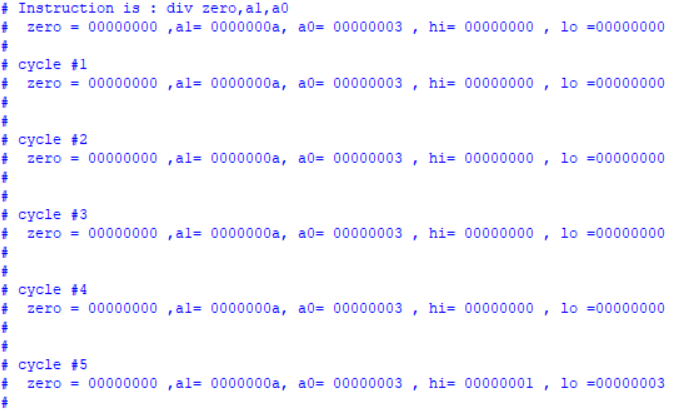 # Instruction is : div zero,a1,a0
#  zero = 00000000 ,a1= 0000000a, a0= 00000003 , hi= 00000000 , lo =00000000
#
# cycle #1
#  zero = 00000000 ,a1= 0000000a, a0= 00000003 , hi= 00000000 , lo =00000000
#
#
# cycle #2
#  zero = 00000000 ,a1= 0000000a, a0= 00000003 , hi= 00000000 , lo =00000000
#
#
# cycle #3
#  zero = 00000000 ,a1= 0000000a, a0= 00000003 , hi= 00000000 , lo =00000000
#
#
# cycle #4
#  zero = 00000000 ,a1= 0000000a, a0= 00000003 , hi= 00000000 , lo =00000000
#
#
# cycle #5
#  zero = 00000000 ,a1= 0000000a, a0= 00000003 , hi= 00000001 , lo =00000003
#